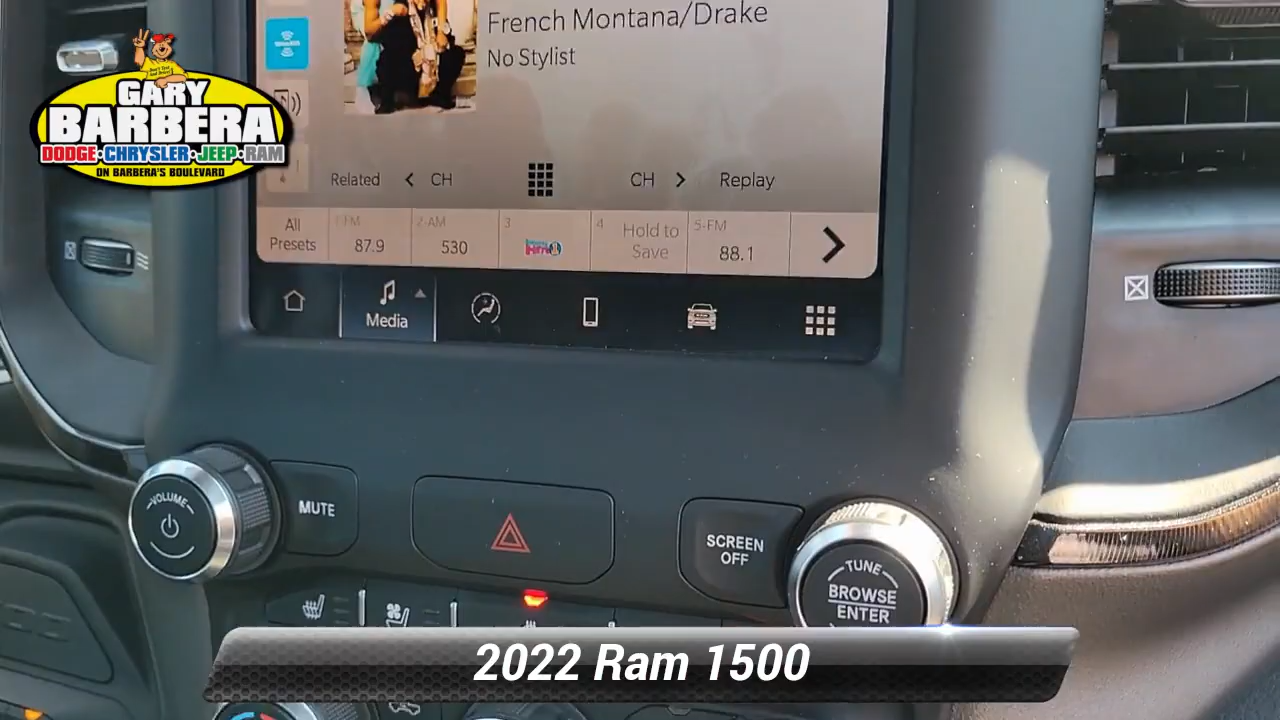 French Montana/Drake
No Stylist
GARY
BARBERA
DODGE·CHRYSLER·JEEP·RAM
ON BARBERA'S BOULEVARD
Related < CH CH > Replay
All Presets
1-FM
87.9
2-AM
530
3
4
Hold to Save
5-FM
88.1
Media
VOLUME
MUTE
SCREEN OFF
TUNE
BROWSE
ENTER
2022 Ram 1500